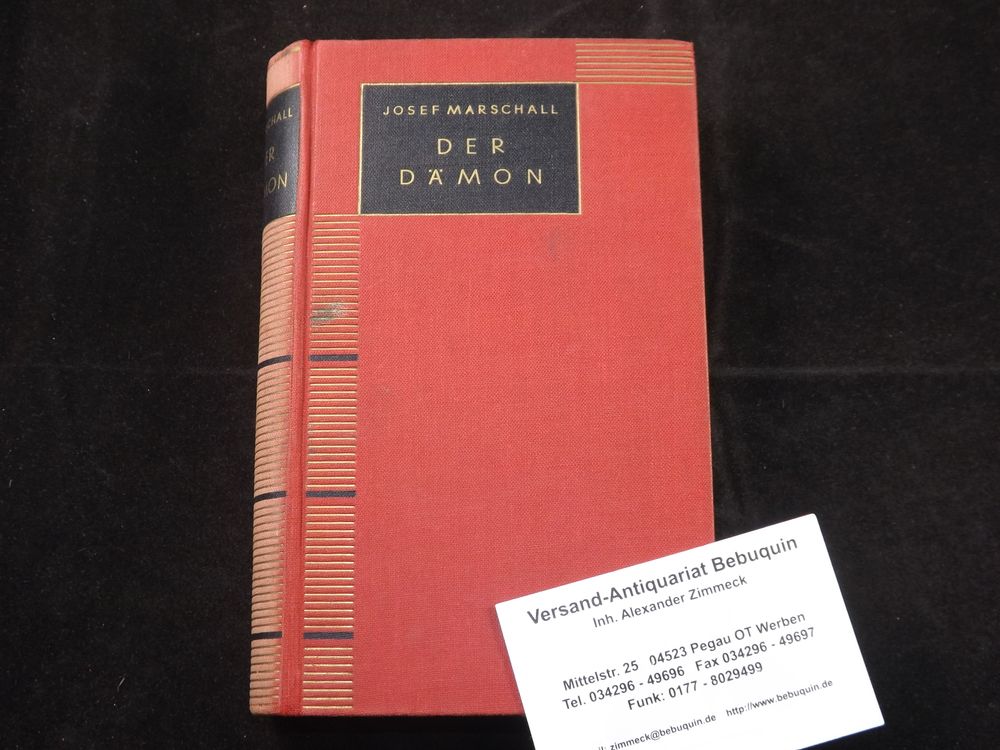 JOSEF MARSCHALL
DER
DÄMON
CHALL
ER
MON
Versand-Antiquariat Bebuquin
Inh. Alexander Zimmeck
Mittelstr. 25 04523 Pegau OT Werben
Tel. 034296 - 49696 Fax 034296 - 49697
Funk: 0177 - 8029499
l: zimmeck@bebuquin.de http://www.bebuquin.de